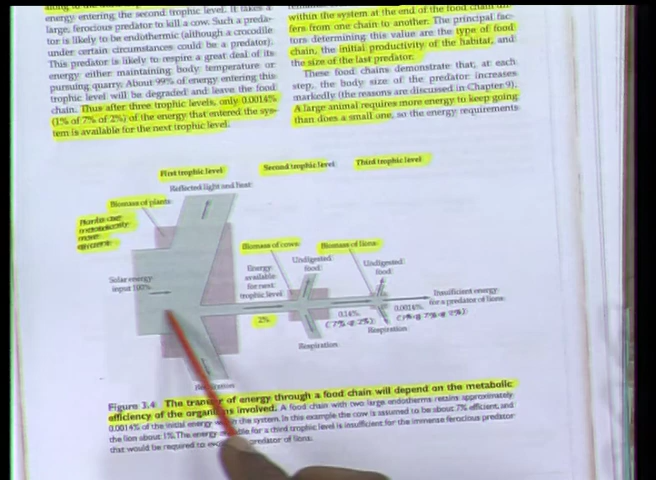 energy entering the second trophic level. It takes a
large, ferocious predator to kill a cow. Such a preda-
tor is likely to be endothermic (although a crocodile
under certain circumstances could be a predator).
This predator is likely to respire a great deal of its
energy either maintaining body temperature or
pursuing quarry. About 99% of energy entering this
trophic level will be degraded and leave the food
chain. Thus after three trophic levels, only 0.0014%
(1% of 7% of 2%) of the energy that entered the sys-
tem is available for the next trophic level.
within the system at the end of the food chain dif-
fers from one chain to another. The principal fac-
tors determining this value are the type of food
chain, the initial productivity of the habitat, and
the size of the last predator.
These food chains demonstrate that, at each
step, the body size of the predator increases
markedly (the reasons are discussed in Chapter 9).
A large animal requires more energy to keep going
than does a small one, so the energy requirements
First trophic level
Second trophic level
Third trophic level
Reflected light and heat
Biomass of plants
Plants are
metabolically
more
efficient
Solar energy
input 100%
Biomass of cows
Biomass of lions
Energy
available
for next
trophic level
2%
Undigested
food
Respiration
0.14%
(7% of 2%)
Undigested
food
Respiration
0.0014%
(1% of 7% of 2%)
Insufficient energy
for a predator of lions
Figure 3.4 The transfer of energy through a food chain will depend on the metabolic
efficiency of the organisms involved. A food chain with two large endotherms retains approximately
0.0014% of the initial energy the system. In this example the cow is assumed to be about 7% efficient, and
the lion about 1%. The energy for a third trophic level is insufficient for the immense ferocious predator
that would be required to predator of lions.